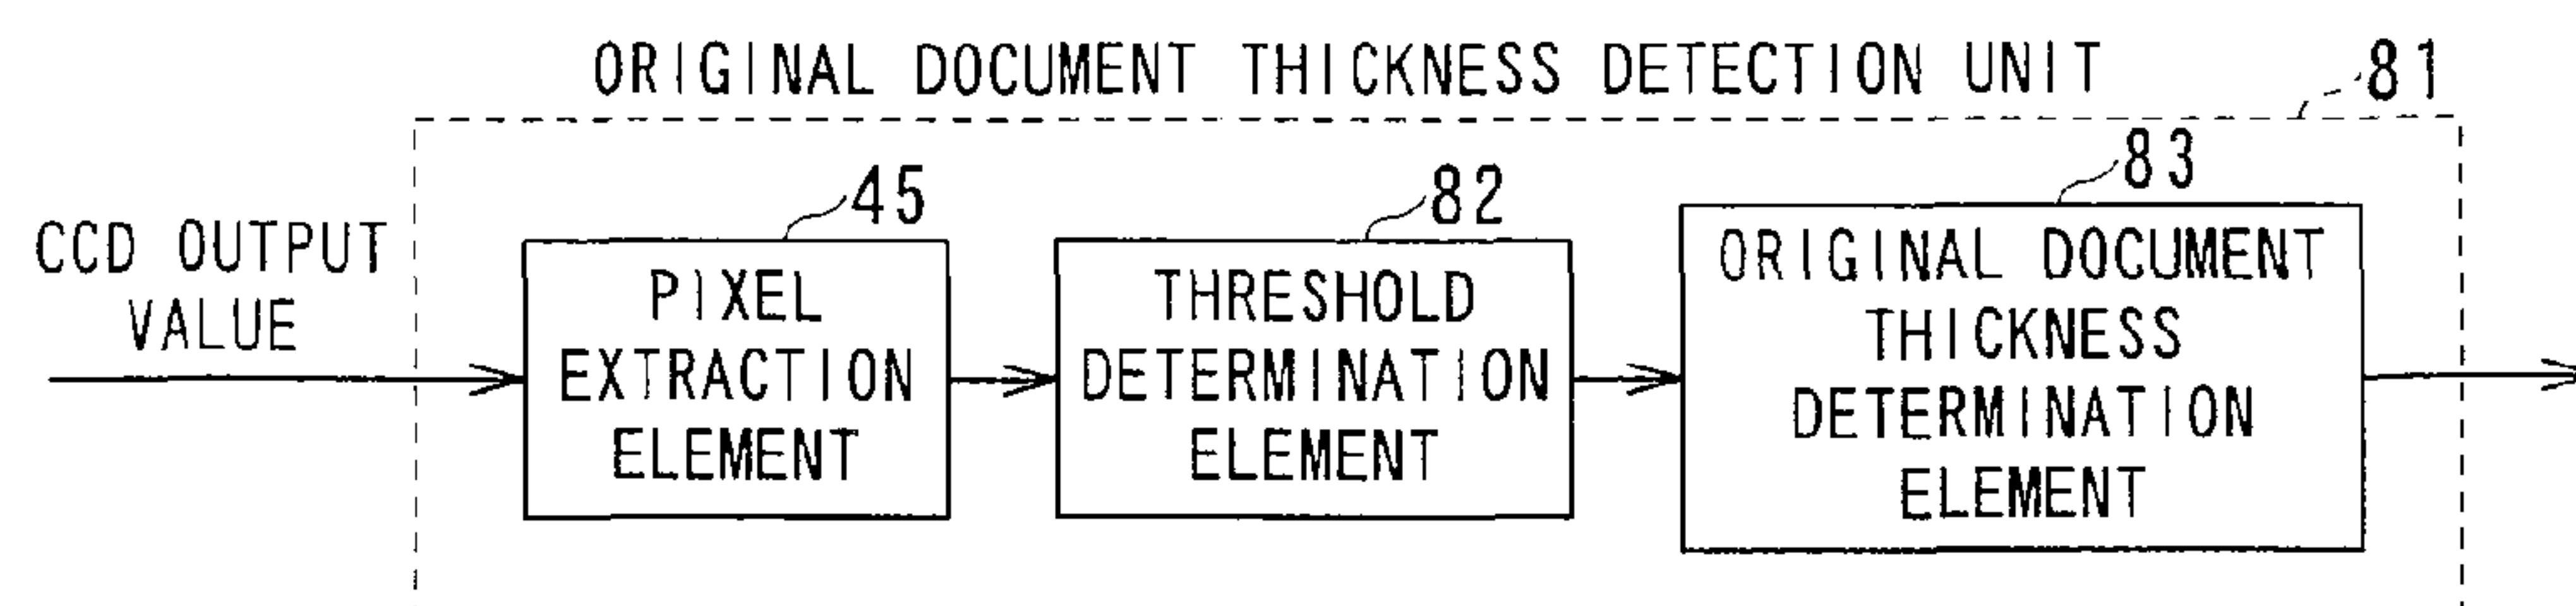 ORIGINAL DOCUMENT THICKNESS DETECTION UNIT
81
CCD OUTPUT
VALUE
45
PIXEL
EXTRACTION
ELEMENT
82
THRESHOLD
DETERMINATION
ELEMENT
83
ORIGINAL DOCUMENT
THICKNESS
DETERMINATION
ELEMENT